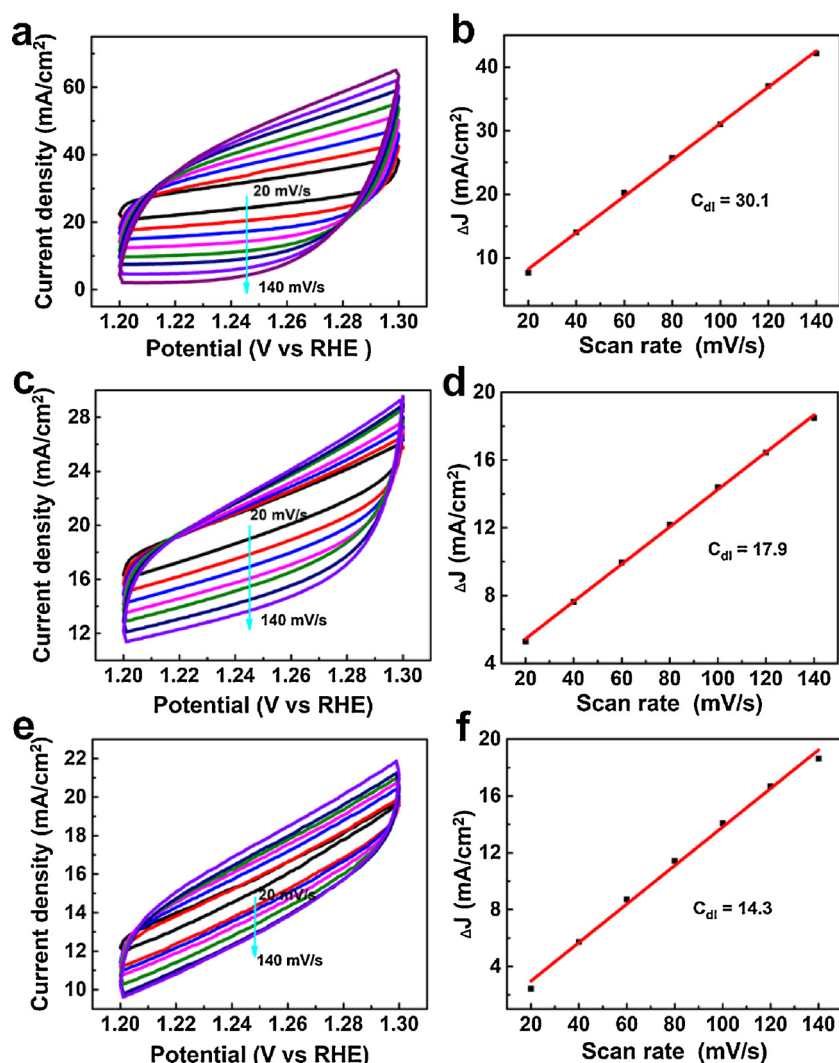 a
Current density (mA/cm²)
60
40
20
0
20 mV/s
140 mV/s
1.20 1.22 1.24 1.26 1.28 1.30
Potential (V vs RHE )
b
ΔJ (mA/cm²)
40
30
20
10
Cdl = 30.1
20 40 60 80 100 120 140
Scan rate (mV/s)
c
Current density (mA/cm²)
28
24
20
16
12
20 mV/s
140 mV/s
1.20 1.22 1.24 1.26 1.28 1.30
Potential (V vs RHE)
d
ΔJ (mA/cm²)
20
16
12
8
4
Cdl = 17.9
20 40 60 80 100 120 140
Scan rate (mV/s)
e
Current density (mA/cm²)
22
20
18
16
14
12
10
20 mV/s
140 mV/s
1.20 1.22 1.24 1.26 1.28 1.30
Potential (V vs RHE)
f
ΔJ (mA/cm²)
20
16
12
8
4
Cdl = 14.3
20 40 60 80 100 120 140
Scan rate (mV/s)